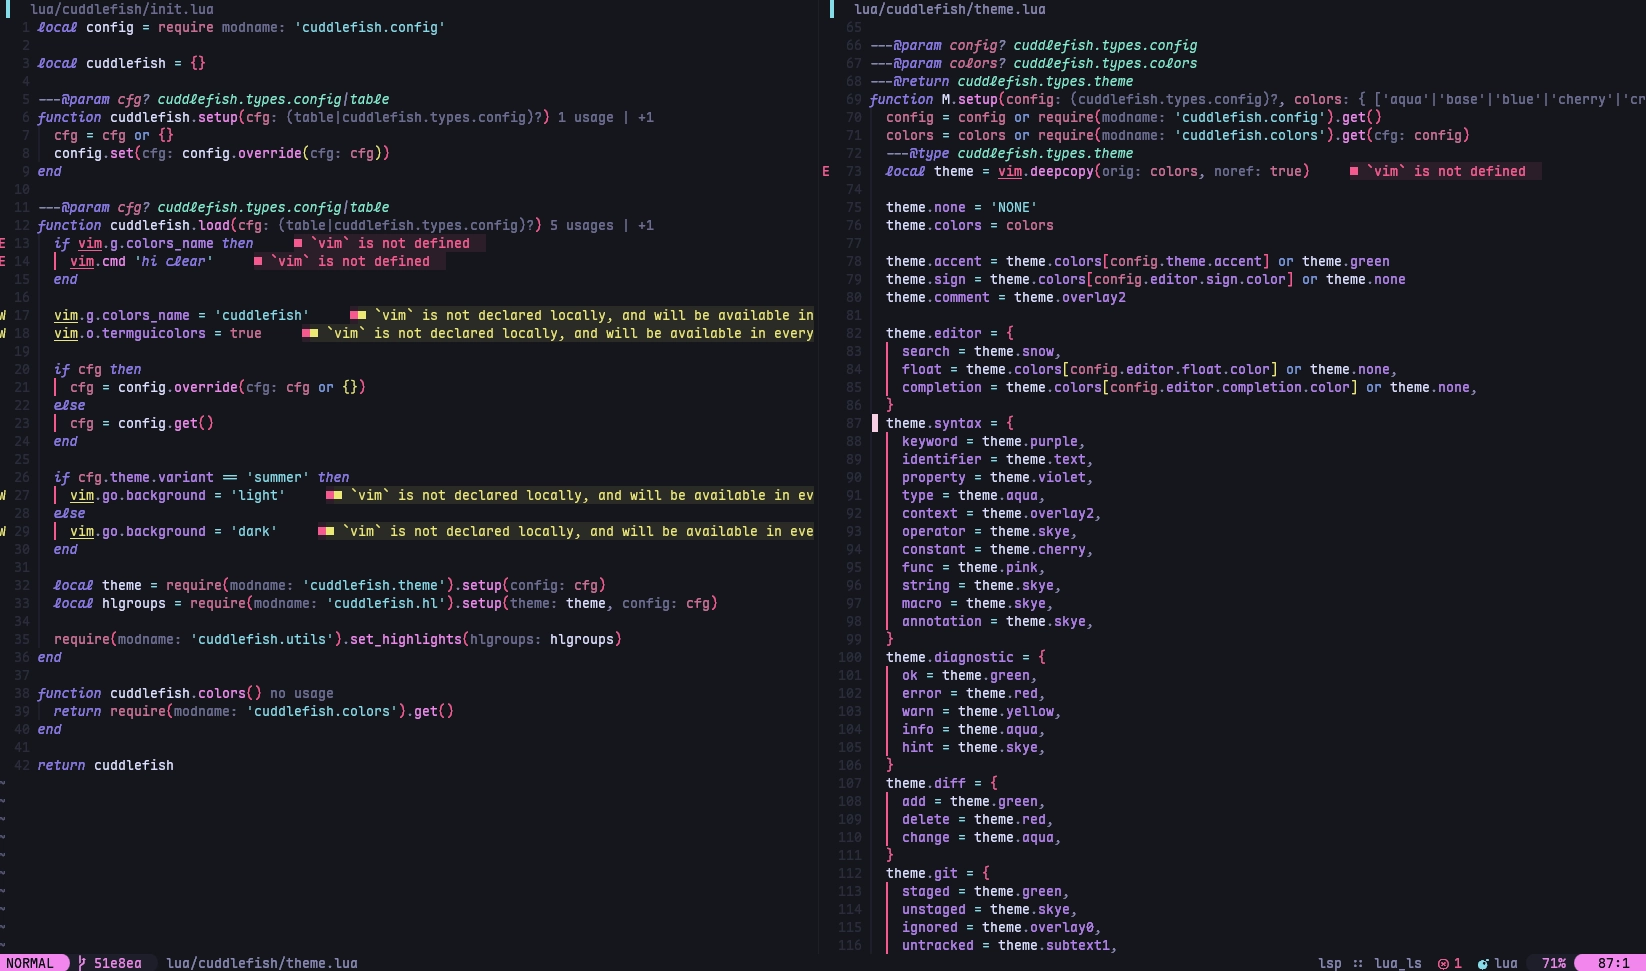 lua/cuddlefish/init.lua
1 local config = require modname: 'cuddlefish.config'
2
3 local cuddlefish = {}
4
5 ---@param cfg? cuddlefish.types.config|table
6 function cuddlefish.setup(cfg: (table|cuddlefish.types.config)?) 1 usage | +1
7 cfg = cfg or {}
8 config.set(cfg: config.override(cfg: cfg))
9 end
10
11 ---@param cfg? cuddlefish.types.config|table
12 function cuddlefish.load(cfg: (table|cuddlefish.types.config)?) 5 usages | +1
E 13 if vim.g.colors_name then ■ `vim` is not defined
E 14 vim.cmd 'hi clear' ■ `vim` is not defined
15 end
16
W 17 vim.g.colors_name = 'cuddlefish' ■■ `vim` is not declared locally, and will be available in
W 18 vim.o.termguicolors = true ■■ `vim` is not declared locally, and will be available in every
19
20 if cfg then
21 cfg = config.override(cfg: cfg or {})
22 else
23 cfg = config.get()
24 end
25
26 if cfg.theme.variant == 'summer' then
W 27 vim.go.background = 'light' ■■ `vim` is not declared locally, and will be available in ev
28 else
W 29 vim.go.background = 'dark' ■■ `vim` is not declared locally, and will be available in eve
30 end
31
32 local theme = require(modname: 'cuddlefish.theme').setup(config: cfg)
33 local hlgroups = require(modname: 'cuddlefish.hl').setup(theme: theme, config: cfg)
34
35 require(modname: 'cuddlefish.utils').set_highlights(hlgroups: hlgroups)
36 end
37
38 function cuddlefish.colors() no usage
39 return require(modname: 'cuddlefish.colors').get()
40 end
41
42 return cuddlefish
~
~
~
~
~
~
~
~
~
~
lua/cuddlefish/theme.lua
65
66 ---@param config? cuddlefish.types.config
67 ---@param colors? cuddlefish.types.colors
68 ---@return cuddlefish.types.theme
69 function M.setup(config: (cuddlefish.types.config)?, colors: { ['aqua'|'base'|'blue'|'cherry'|'cr
70 config = config or require(modname: 'cuddlefish.config').get()
71 colors = colors or require(modname: 'cuddlefish.colors').get(cfg: config)
72 ---@type cuddlefish.types.theme
E 73 local theme = vim.deepcopy(orig: colors, noref: true) ■ `vim` is not defined
74
75 theme.none = 'NONE'
76 theme.colors = colors
77
78 theme.accent = theme.colors[config.theme.accent] or theme.green
79 theme.sign = theme.colors[config.editor.sign.color] or theme.none
80 theme.comment = theme.overlay2
81
82 theme.editor = {
83 search = theme.snow,
84 float = theme.colors[config.editor.float.color] or theme.none,
85 completion = theme.colors[config.editor.completion.color] or theme.none,
86 }
87 theme.syntax = {
88 keyword = theme.purple,
89 identifier = theme.text,
90 property = theme.violet,
91 type = theme.aqua,
92 context = theme.overlay2,
93 operator = theme.skye,
94 constant = theme.cherry,
95 func = theme.pink,
96 string = theme.skye,
97 macro = theme.skye,
98 annotation = theme.skye,
99 }
100 theme.diagnostic = {
101 ok = theme.green,
102 error = theme.red,
103 warn = theme.yellow,
104 info = theme.aqua,
105 hint = theme.skye,
106 }
107 theme.diff = {
108 add = theme.green,
109 delete = theme.red,
110 change = theme.aqua,
111 }
112 theme.git = {
113 staged = theme.green,
114 unstaged = theme.skye,
115 ignored = theme.overlay0,
116 untracked = theme.subtext1,
NORMAL 51e8ea lua/cuddlefish/theme.lua lsp :: lua_ls 1 lua 71% 87:1